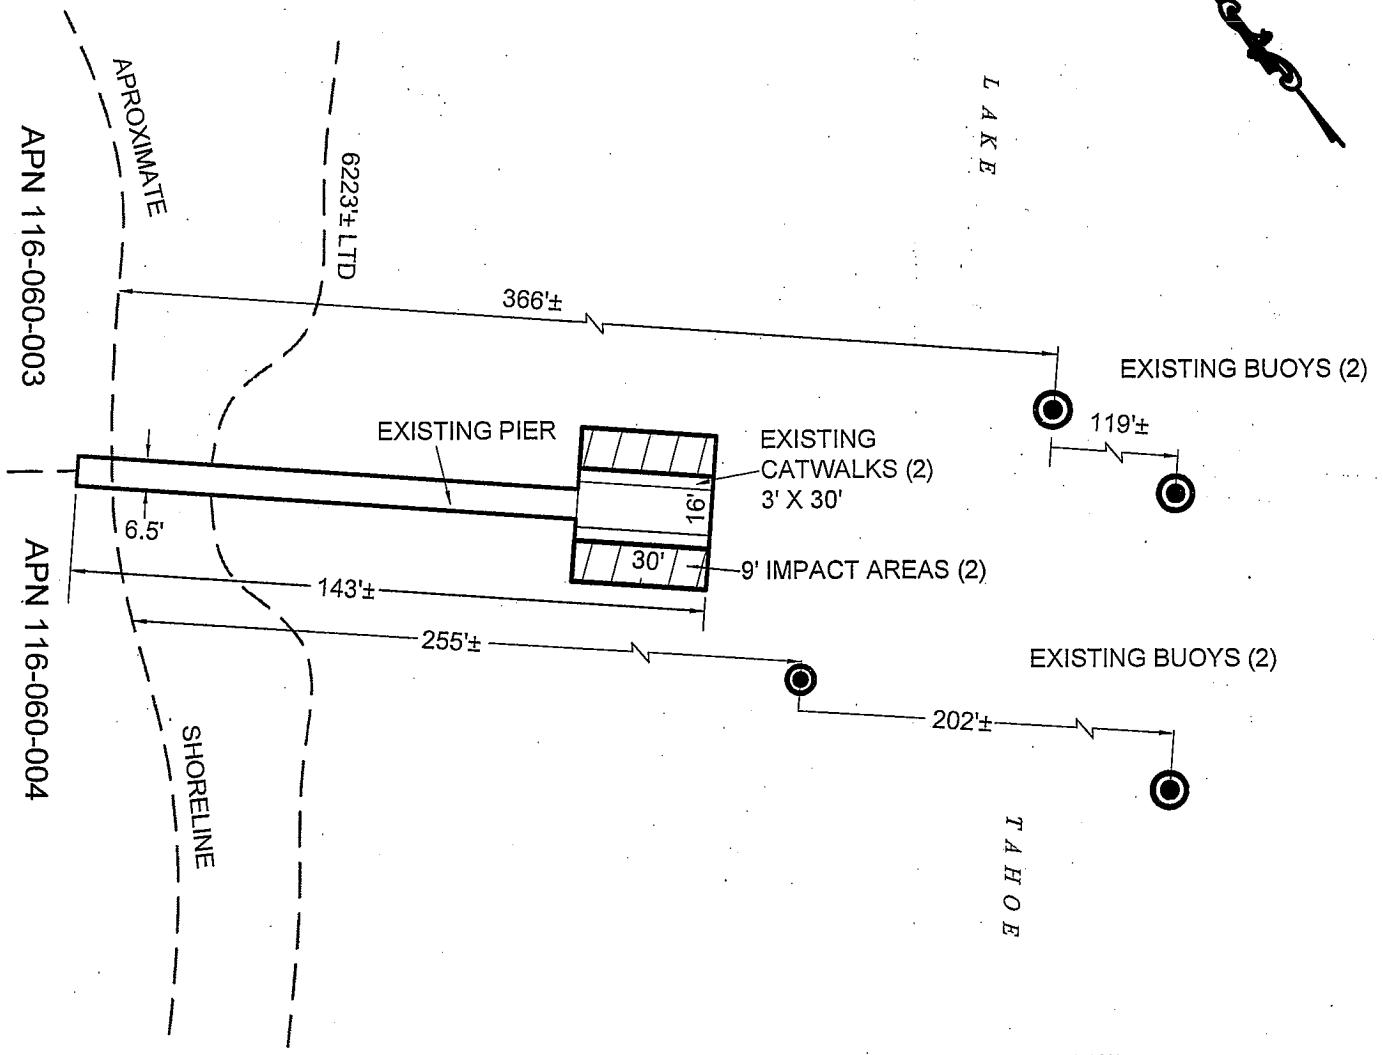 LAKE
APROXIMATE
6223'± LTD
APN 116-060-003
366'±
EXISTING BUOYS (2)
119'±
EXISTING PIER
EXISTING
CATWALKS (2)
3' X 30'
16'
6.5'
30'
9' IMPACT AREAS (2)
143'±
APN 116-060-004
255'±
EXISTING BUOYS (2)
202'±
SHORELINE
TAHOE